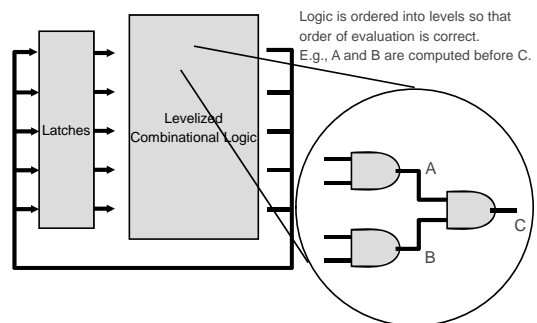 Logic is ordered into levels so that
order of evaluation is correct.
E.g., A and B are computed before C.
Latches
Levelized
Combinational Logic
A
C
B